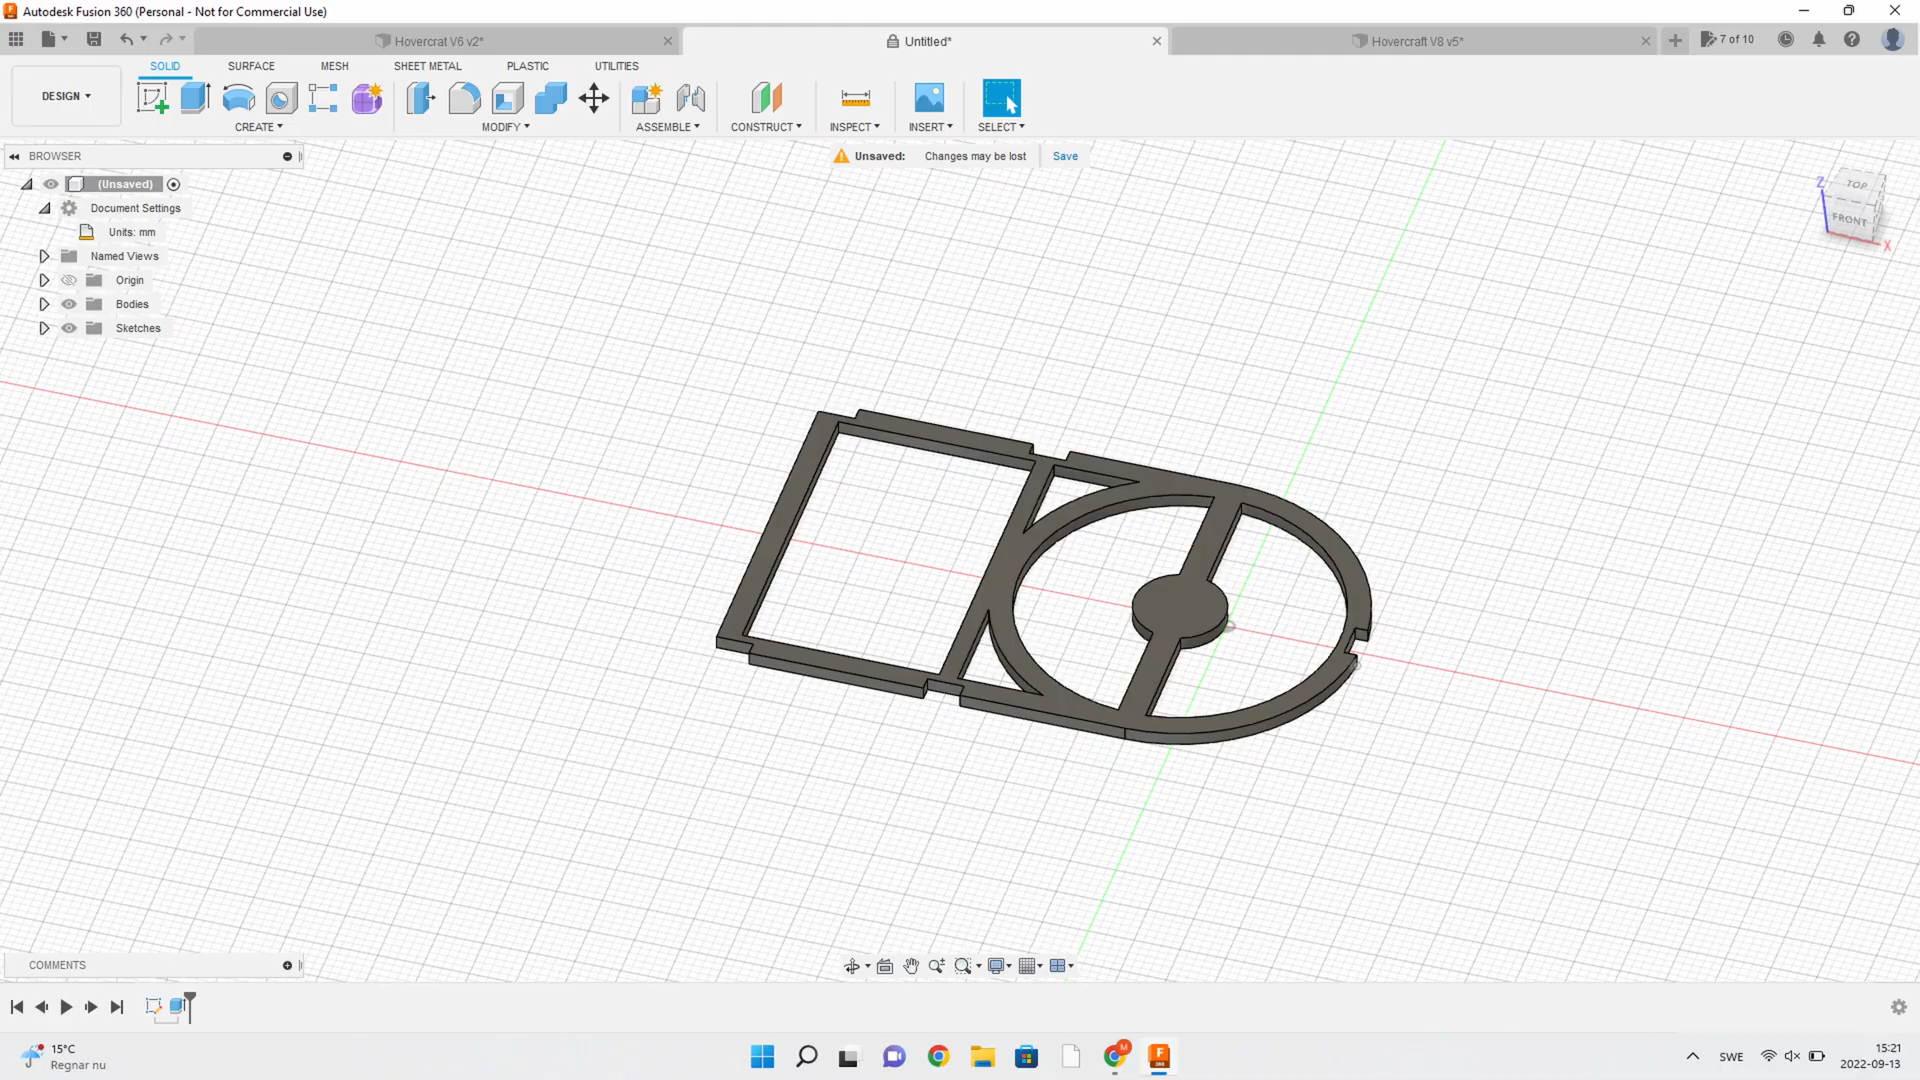 Autodesk Fusion 360 (Personal - Not for Commercial Use)
Hovercrat V6 v2*
Untitled*
Hovercraft V8 v5*
7 of 10
DESIGN
SOLID
SURFACE
MESH
SHEET METAL
PLASTIC
UTILITIES
CREATE
MODIFY
ASSEMBLE
CONSTRUCT
INSPECT
INSERT
SELECT
BROWSER
Unsaved: Changes may be lost Save
(Unsaved)
Document Settings
Units: mm
Named Views
Origin
Bodies
Sketches
TOP
FRONT
Z
X
COMMENTS
15°C
Regnar nu
M
F
360
SWE
15:21
2022-09-13